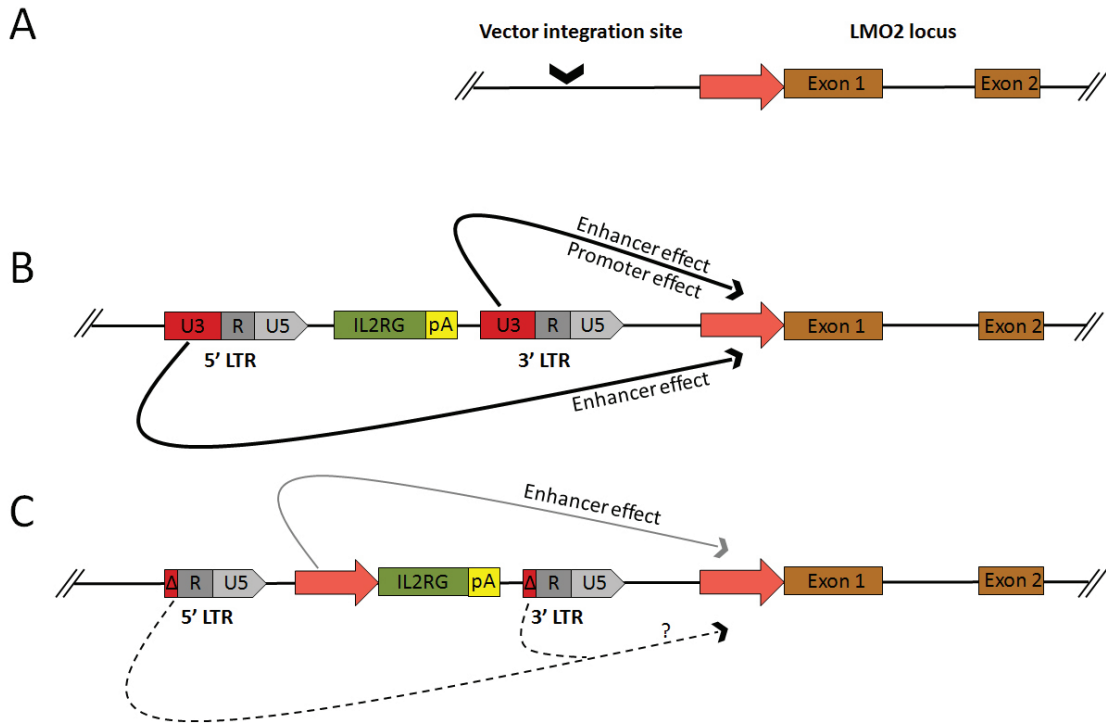 A
Vector integration site
LMO2 locus
Exon 1
Exon 2
B
Enhancer effect
Promoter effect
U3
R
U5
IL2RG
pA
U3
R
U5
Exon 1
Exon 2
5’ LTR
3’ LTR
Enhancer effect
C
Enhancer effect
Δ
R
U5
IL2RG
pA
Δ
R
U5
Exon 1
Exon 2
5’ LTR
3’ LTR
?